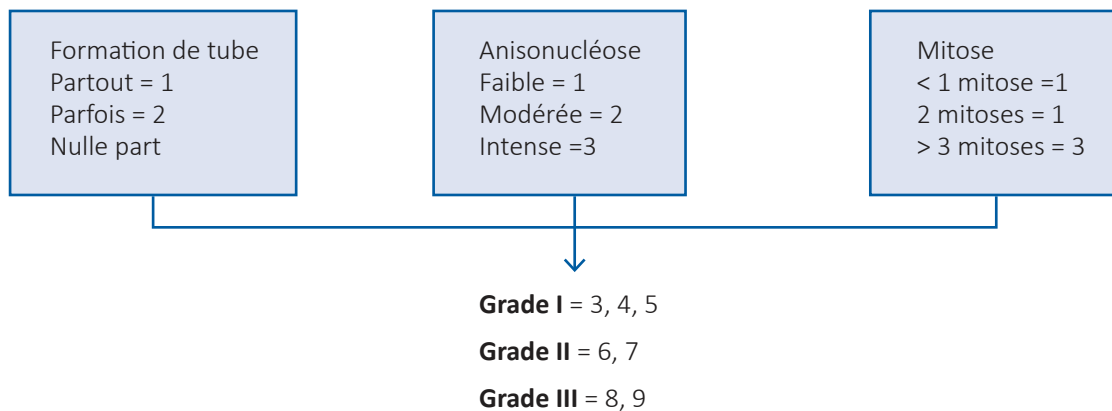 Formation de tube
Partout = 1
Parfois = 2
Nulle part
Anisonucléose
Faible = 1
Modérée = 2
Intense =3
Mitose
< 1 mitose =1
2 mitoses = 1
> 3 mitoses = 3
Grade I = 3, 4, 5
Grade II = 6, 7
Grade III = 8, 9